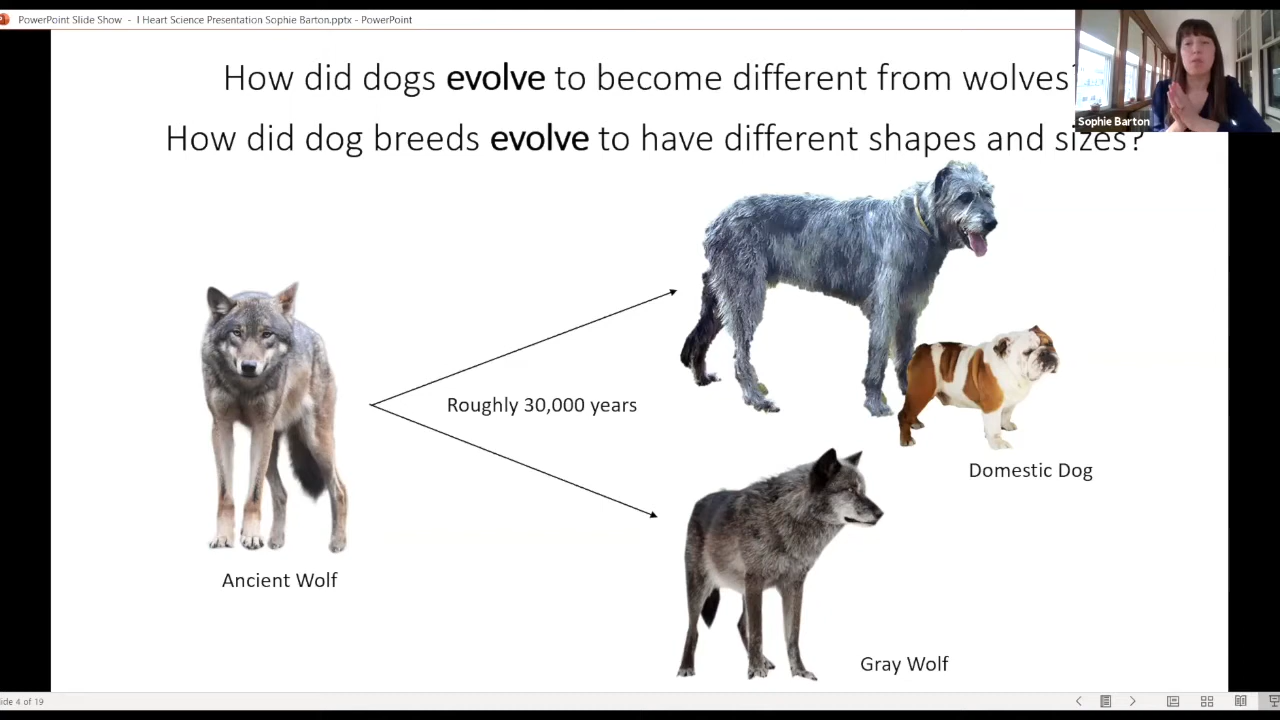 PowerPoint Slide Show - I Heart Science Presentation Sophie Barton.pptx - PowerPoint
How did dogs evolve to become different from wolves?
Sophie Barton
How did dog breeds evolve to have different shapes and sizes?
Roughly 30,000 years
Domestic Dog
Ancient Wolf
Gray Wolf
lide 4 of 19